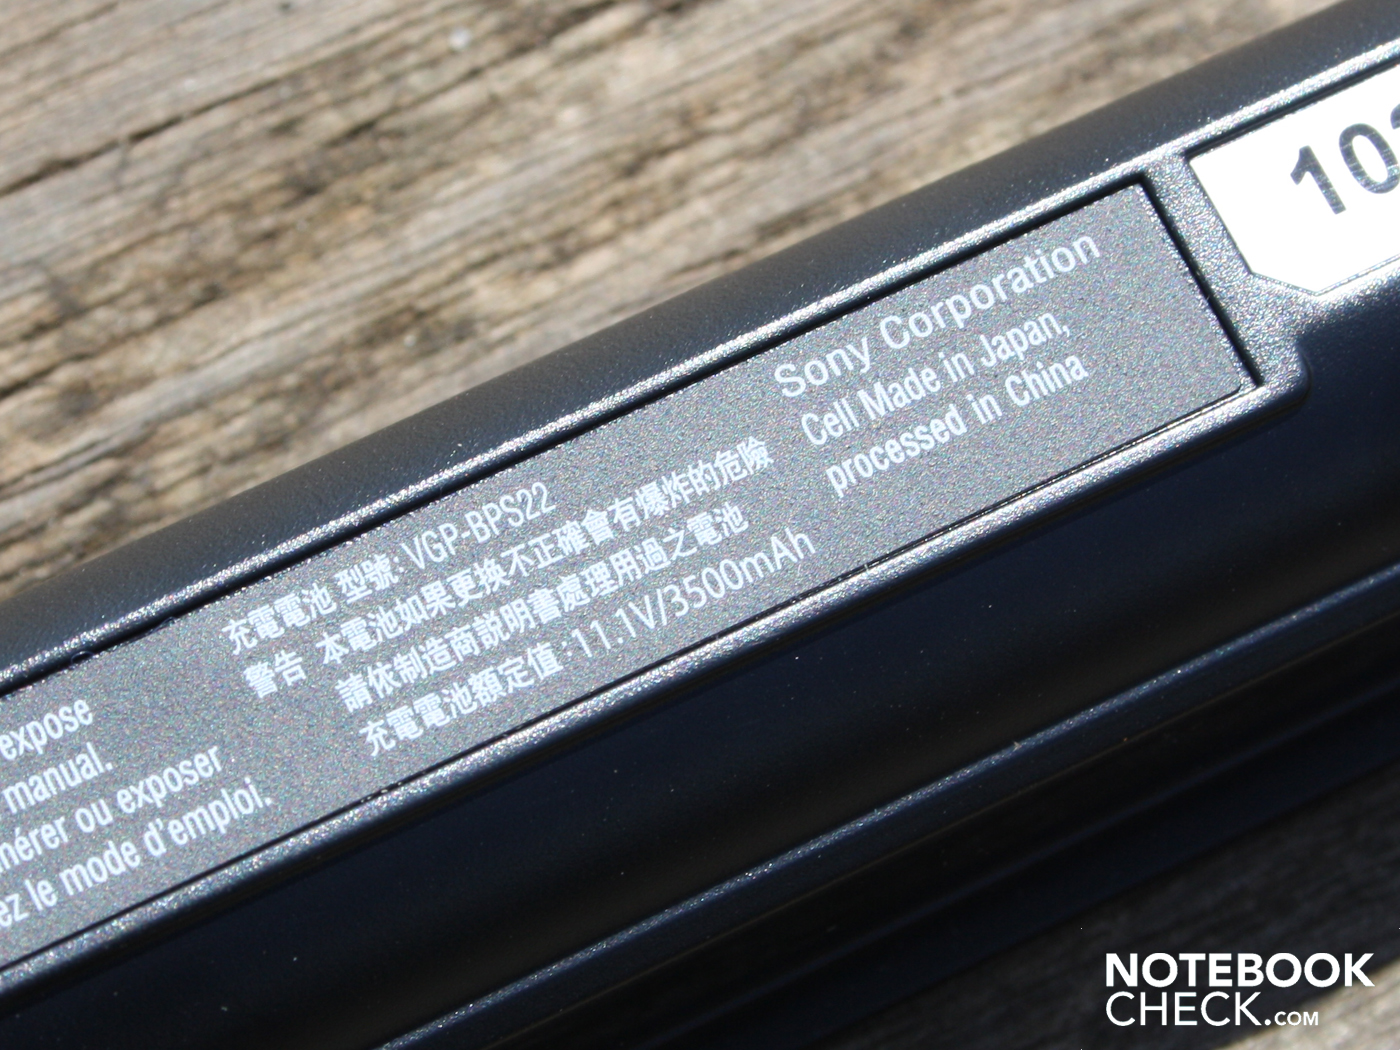 expose
manual.
nérer ou exposer
ez le mode d'emploi.
充電電池 型號: VGP-BPS22
警告 本電池如果更換不正確會有爆炸的危險
請依制造商説明書處理用過之電池
充電電池額定值:11.1V/3500mAh
Sony Corporation
Cell Made in Japan,
processed in China
10
NOTEBOOK
CHECK.COM